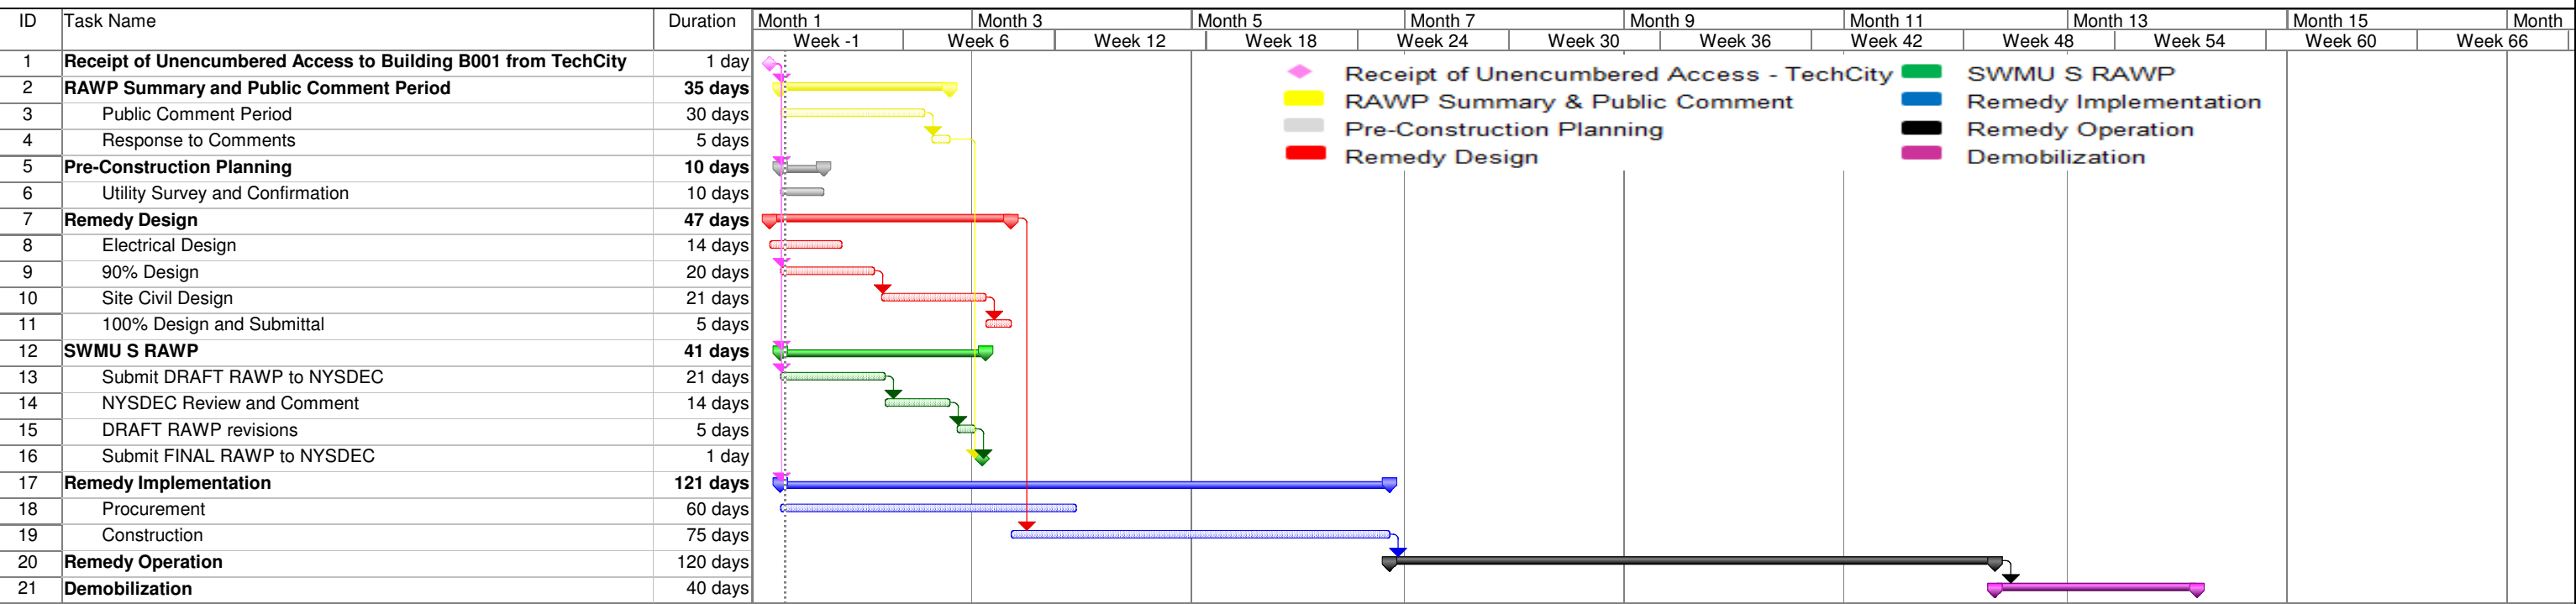 ID Task Name Duration Month 1 Month 3 Month 5 Month 7 Month 9 Month 11 Month 13 Month 15 Month
Week -1 Week 6 Week 12 Week 18 Week 24 Week 30 Week 36 Week 42 Week 48 Week 54 Week 60 Week 66
1 Receipt of Unencumbered Access to Building B001 from TechCity 1 day
2 RAWP Summary and Public Comment Period 35 days
3 Public Comment Period 30 days
4 Response to Comments 5 days
5 Pre-Construction Planning 10 days
6 Utility Survey and Confirmation 10 days
7 Remedy Design 47 days
8 Electrical Design 14 days
9 90% Design 20 days
10 Site Civil Design 21 days
11 100% Design and Submittal 5 days
12 SWMU S RAWP 41 days
13 Submit DRAFT RAWP to NYSDEC 21 days
14 NYSDEC Review and Comment 14 days
15 DRAFT RAWP revisions 5 days
16 Submit FINAL RAWP to NYSDEC 1 day
17 Remedy Implementation 121 days
18 Procurement 60 days
19 Construction 75 days
20 Remedy Operation 120 days
21 Demobilization 40 days
Receipt of Unencumbered Access - TechCity
RAWP Summary & Public Comment
Pre-Construction Planning
Remedy Design
SWMU S RAWP
Remedy Implementation
Remedy Operation
Demobilization